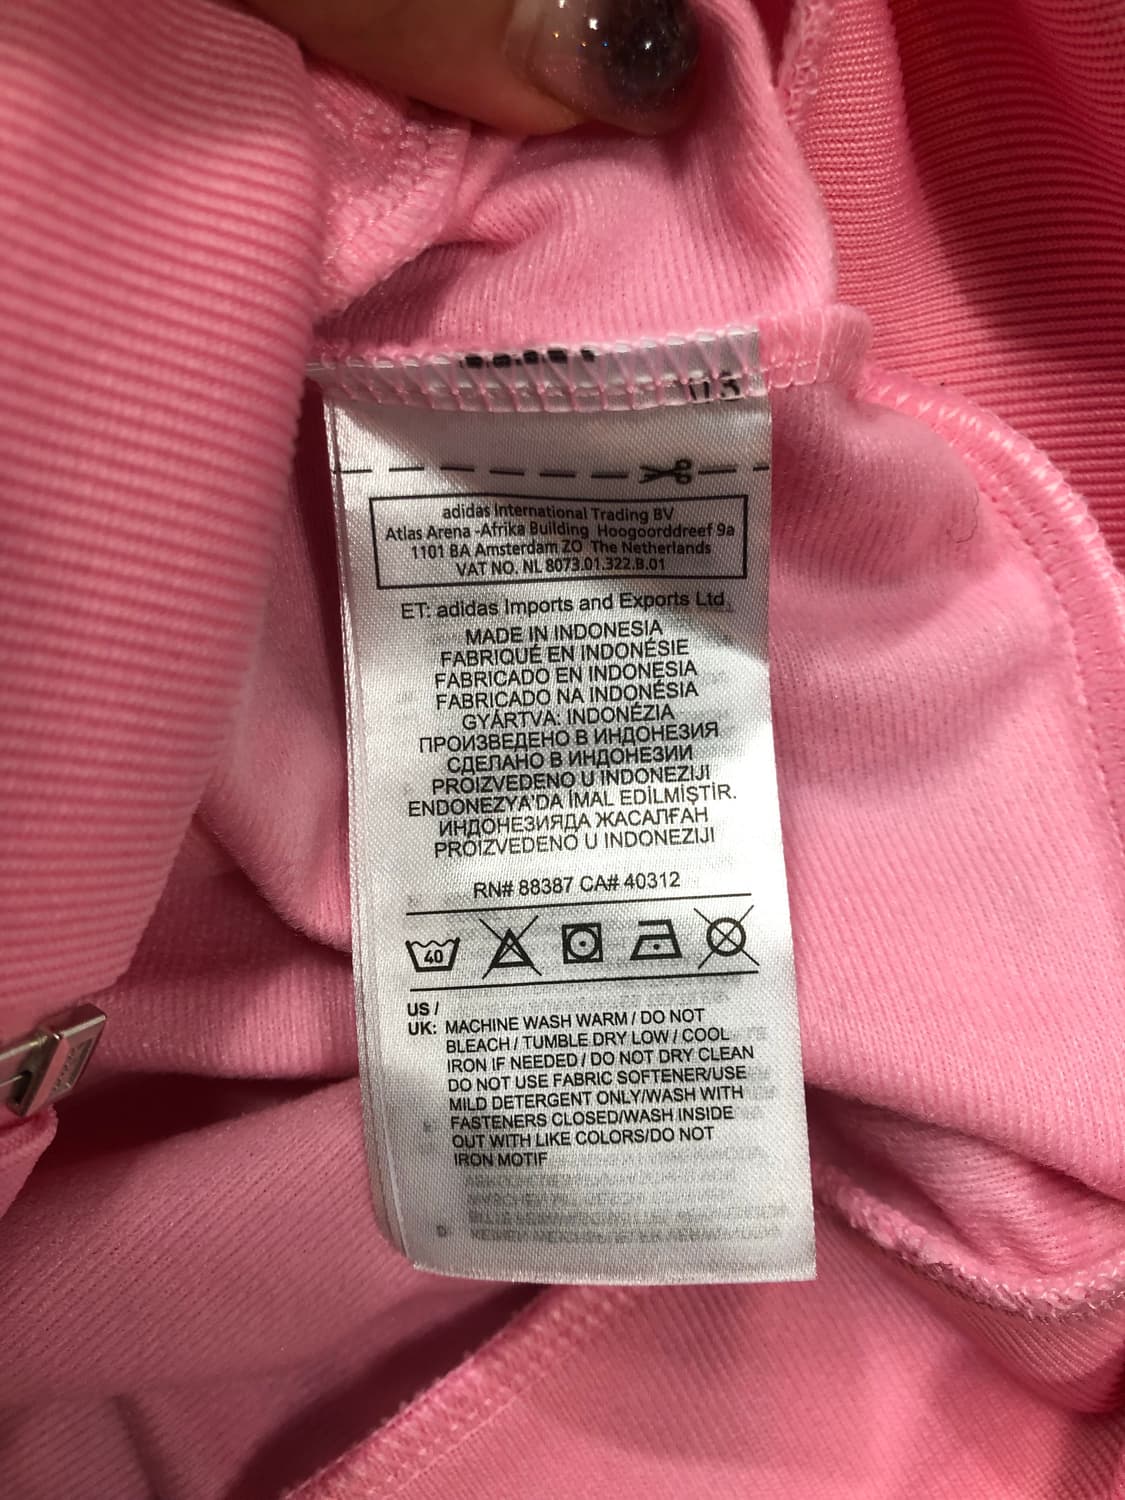 adidas International Trading BV
Atlas Arena -Afrika Building Hoogoorddreef 9a
1101 BA Amsterdam ZO The Netherlands
VAT NO. NL 8073.01.322.B.01
ET: adidas Imports and Exports Ltd.
MADE IN INDONESIA
FABRIQUÉ EN INDONÉSIE
FABRICADO EN INDONESIA
FABRICADO NA INDONÉSIA
GYÁRTVA: INDONÉZIA
ПРОИЗВЕДЕНО В ИНДОНЕЗИЯ
СДЕЛАНО В ИНДОНЕЗИИ
PROIZVEDENO U INDONEZIJI
ENDONEZYA'DA İMAL EDİLMİŞTİR.
ИНДОНЕЗИЯДА ЖАСАЛҒАН
PROIZVEDENO U INDONEZIJI
RN# 88387 CA# 40312
40
US /
UK: MACHINE WASH WARM / DO NOT
BLEACH / TUMBLE DRY LOW / COOL
IRON IF NEEDED / DO NOT DRY CLEAN
DO NOT USE FABRIC SOFTENER/USE
MILD DETERGENT ONLY/WASH WITH
FASTENERS CLOSED/WASH INSIDE
OUT WITH LIKE COLORS/DO NOT
IRON MOTIF